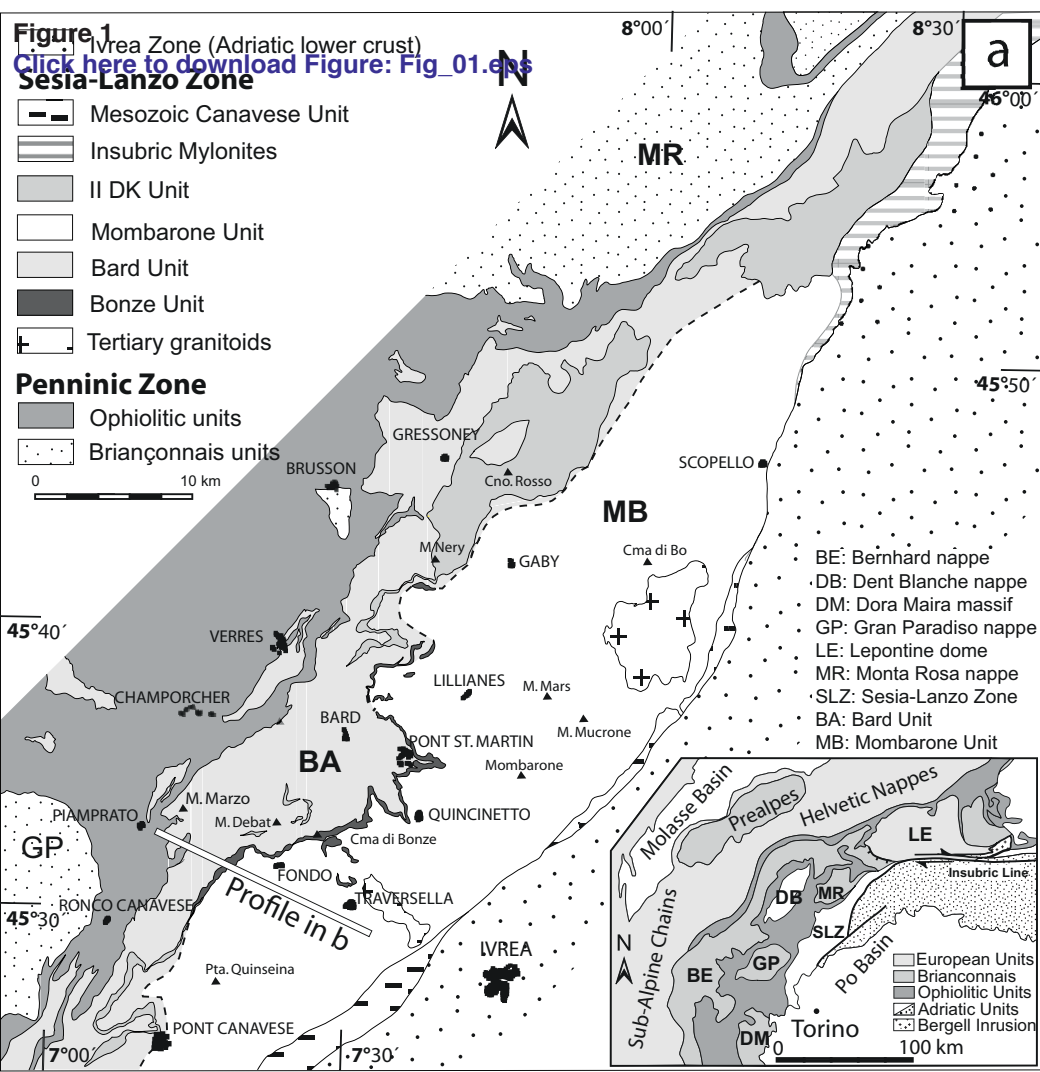 Figure 1
Ivrea Zone (Adriatic lower crust)
Click here to download Figure: Fig_01.eps
Sesia-Lanzo Zone
Mesozoic Canavese Unit
Insubric Mylonites
II DK Unit
Mombarone Unit
Bard Unit
Bonze Unit
Tertiary granitoids
Penninic Zone
Ophiolitic units
Briançonnais units
0 10 km
N
8°00´
8°30´
a
46°00´
MR
45°50´
GRESSONEY
BRUSSON
Cno. Rosso
SCOPELLO
MB
M Nery
GABY
Cma di Bo
45°40´
VERRES
LILLIANES
M. Mars
CHAMPORCHER
BARD
M. Mucrone
PONT ST. MARTIN
BA
Mombarone
M. Marzo
PIAMPRATO
M. Debat
QUINCINETTO
Cma di Bonze
GP
FONDO
TRAVERSELLA
Profile in b
RONCO CANAVESE
45°30´
IVREA
Pta. Quinseina
PONT CANAVESE
7°00´
7°30´
BE: Bernhard nappe
DB: Dent Blanche nappe
DM: Dora Maira massif
GP: Gran Paradiso nappe
LE: Lepontine dome
MR: Monta Rosa nappe
SLZ: Sesia-Lanzo Zone
BA: Bard Unit
MB: Mombarone Unit
Molasse Basin
Prealpes
Helvetic Nappes
LE
Insubric Line
DB
MR
SLZ
Sub-Alpine Chains
N
BE
GP
Po Basin
European Units
Brianconnais
Ophiolitic Units
Adriatic Units
Bergell Inrusion
Torino
DM
0 100 km